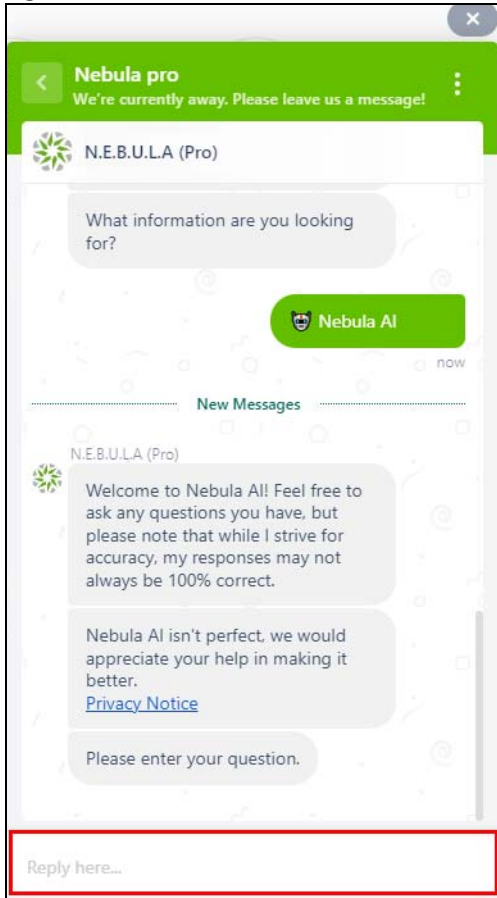 Nebula pro
We're currently away. Please leave us a message!
N.E.B.U.L.A (Pro)
What information are you looking
for?
Nebula AI
now
New Messages
N.E.B.U.L.A (Pro)
Welcome to Nebula AI! Feel free to
ask any questions you have, but
please note that while I strive for
accuracy, my responses may not
always be 100% correct.
Nebula AI isn't perfect, we would
appreciate your help in making it
better.
Privacy Notice
Please enter your question.
Reply here...